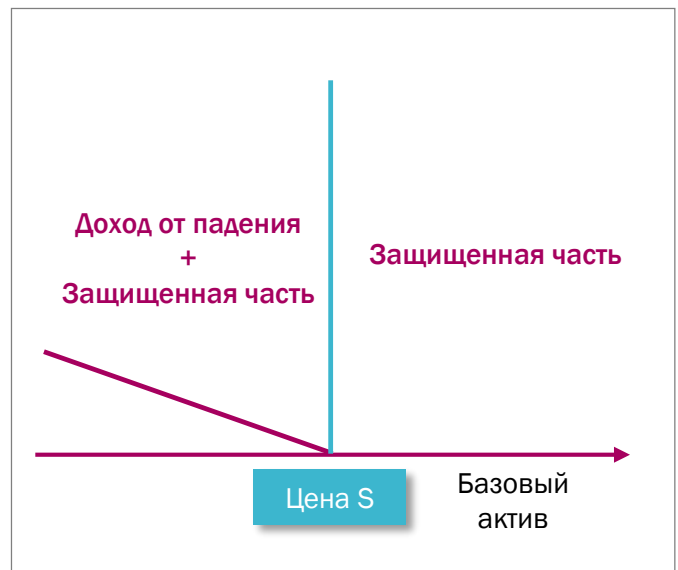 Доход от падения
+
Защищенная часть
Защищенная часть
Цена S
Базовый
актив